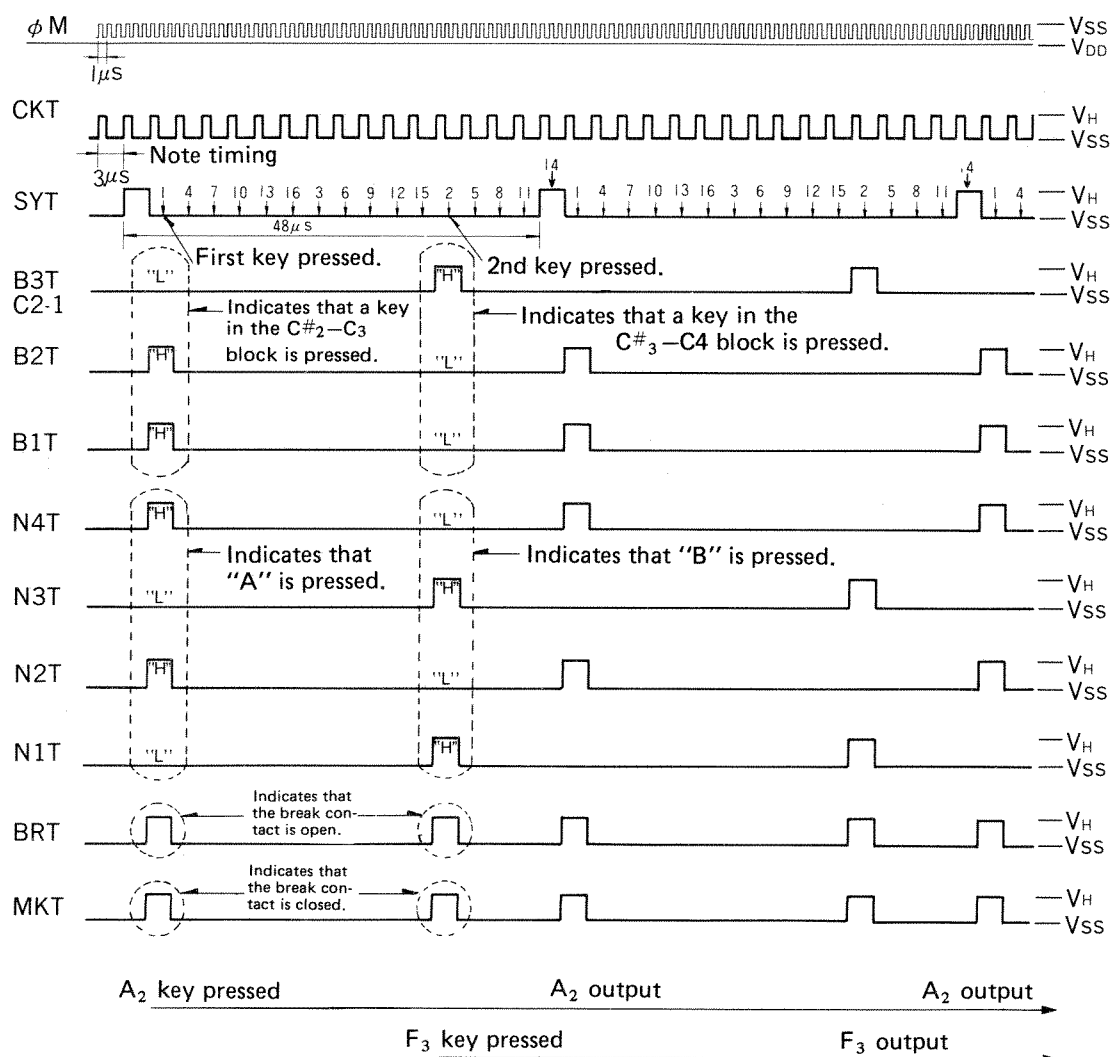 φM
VSS
VDD
1μS
CKT
VH
VSS
Note timing
3μS
14 14
SYT
1 4 7 10 13 16 3 6 9 12 15 2 5 8 11 1 4 7 10 13 16 3 6 9 12 15 2 5 8 11 1 4
VH
VSS
48μS
First key pressed.
2nd key pressed.
B3T
C2-1
"L"
"H"
VH
VSS
Indicates that a key
in the C#2–C3
block is pressed.
Indicates that a key in the
C#3–C4 block is pressed.
B2T
"H"
"L"
VH
VSS
B1T
"H"
"L"
VH
VSS
N4T
"H"
"L"
VH
VSS
Indicates that
"A" is pressed.
Indicates that "B" is pressed.
N3T
"L"
"H"
VH
VSS
N2T
"H"
"L"
VH
VSS
N1T
"L"
"H"
VH
VSS
Indicates that
the break con-
tact is open.
BRT
VH
VSS
Indicates that
the break con-
tact is closed.
MKT
VH
VSS
A2 key pressed
A2 output
A2 output
F3 key pressed
F3 output